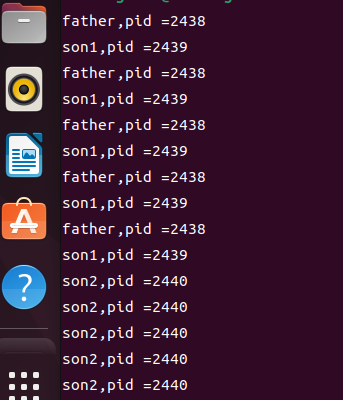 father,pid =2438
son1,pid =2439
father,pid =2438
son1,pid =2439
father,pid =2438
son1,pid =2439
father,pid =2438
son1,pid =2439
father,pid =2438
son1,pid =2439
son2,pid =2440
son2,pid =2440
son2,pid =2440
son2,pid =2440
son2,pid =2440